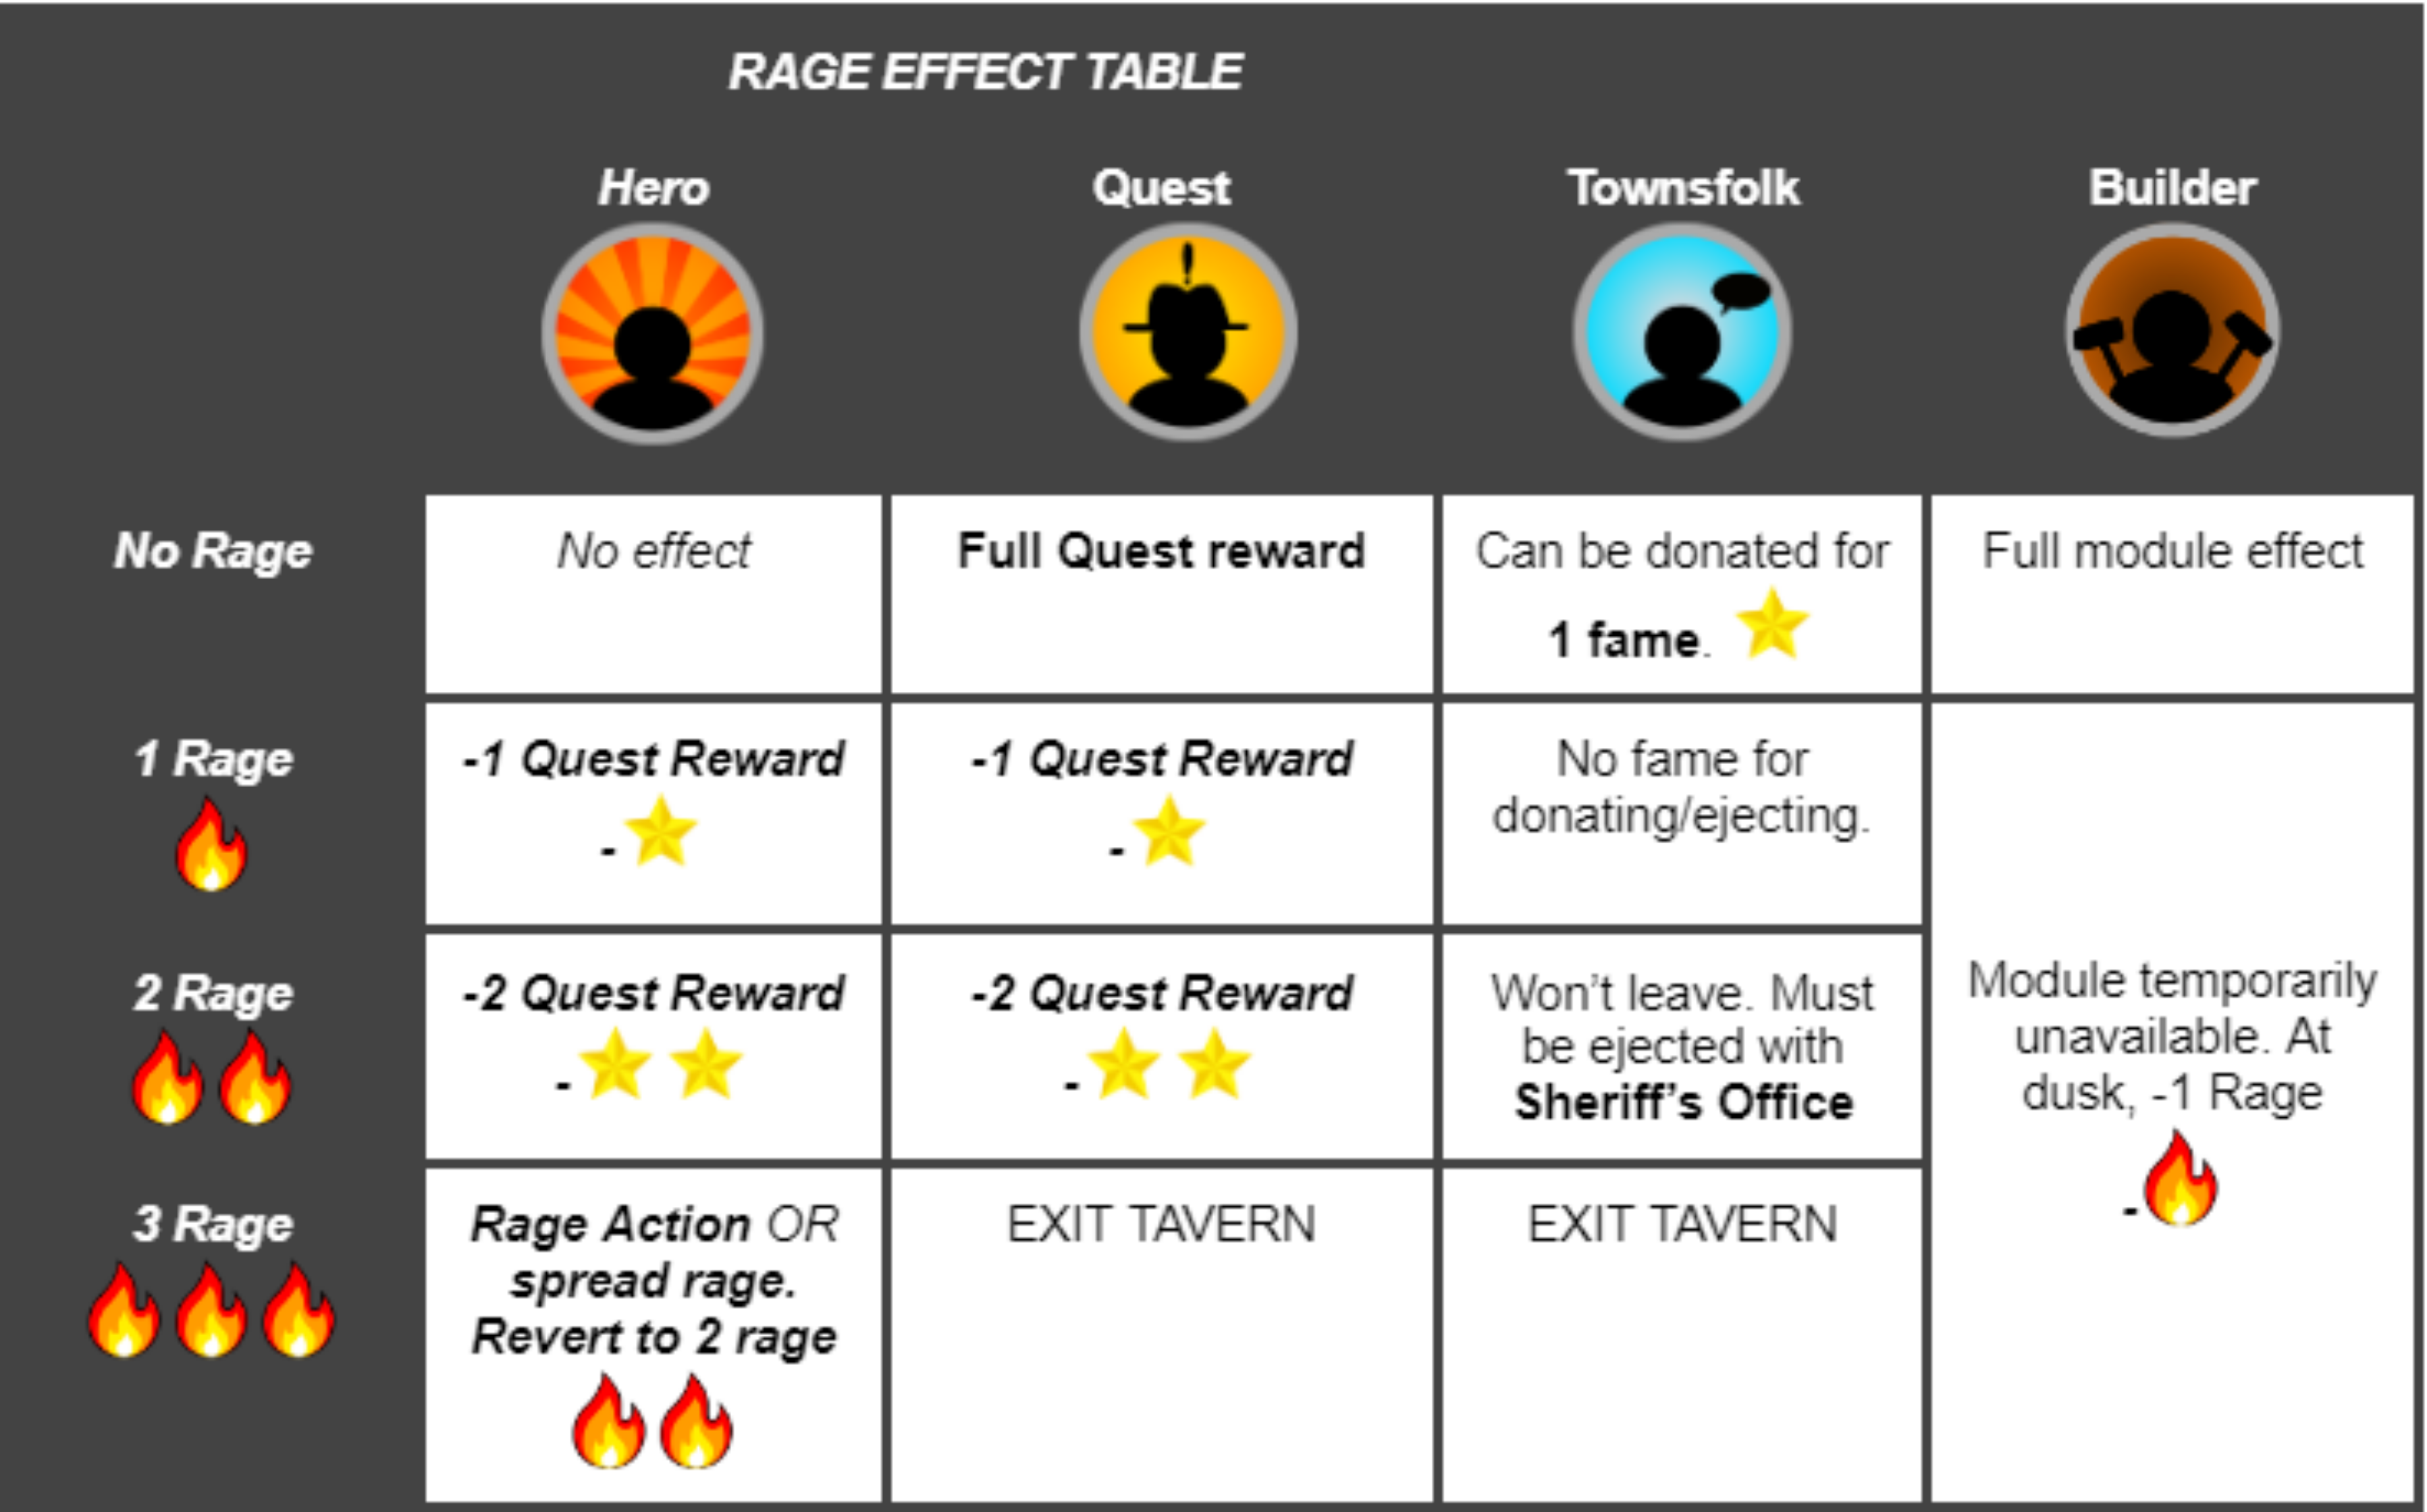 RAGE EFFECT TABLE
Hero
Quest
Townsfolk
Builder
No Rage
No effect
Full Quest reward
Can be donated for
1 fame.
Full module effect
1 Rage
-1 Quest Reward
-
-1 Quest Reward
-
No fame for
donating/ejecting.
Module temporarily
unavailable. At
dusk, -1 Rage
-
2 Rage
-2 Quest Reward
-
-2 Quest Reward
-
Won't leave. Must
be ejected with
Sheriff's Office
3 Rage
Rage Action OR
spread rage.
Revert to 2 rage
EXIT TAVERN
EXIT TAVERN